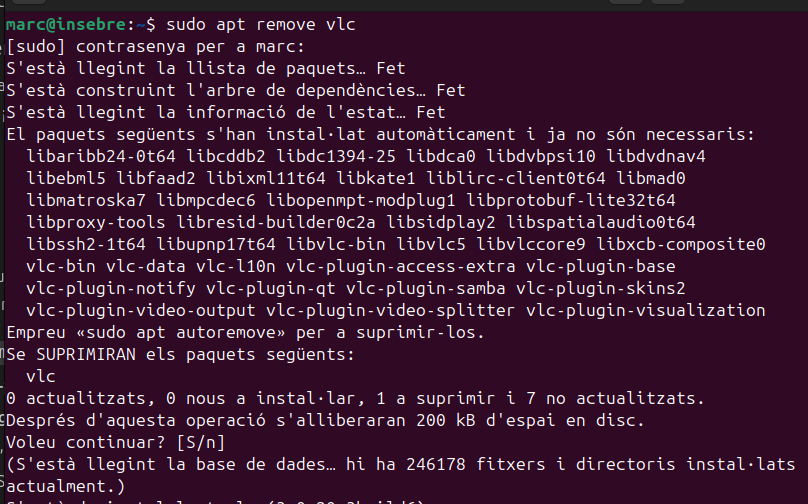 marc@insebre:~$ sudo apt remove vlc
[sudo] contrasenya per a marc:
S'està llegint la llista de paquets… Fet
S'està construint l'arbre de dependències… Fet
S'està llegint la informació de l'estat… Fet
El paquets següents s'han instal·lat automàticament i ja no són necessaris:
libaribb24-0t64 libcddb2 libdc1394-25 libdca0 libdvbpsi10 libdvdnav4
libebml5 libfaad2 libixml11t64 libkate1 liblirc-client0t64 libmad0
libmatroska7 libmpcdec6 libopenmpt-modplug1 libprotobuf-lite32t64
libproxy-tools libresid-builder0c2a libsidplay2 libspatialaudio0t64
libssh2-1t64 libupnp17t64 libvlc-bin libvlc5 libvlccore9 libxcb-composite0
vlc-bin vlc-data vlc-l10n vlc-plugin-access-extra vlc-plugin-base
vlc-plugin-notify vlc-plugin-qt vlc-plugin-samba vlc-plugin-skins2
vlc-plugin-video-output vlc-plugin-video-splitter vlc-plugin-visualization
Empreu «sudo apt autoremove» per a suprimir-los.
Se SUPRIMIRAN els paquets següents:
vlc
0 actualitzats, 0 nous a instal·lar, 1 a suprimir i 7 no actualitzats.
Després d'aquesta operació s'alliberaran 200 kB d'espai en disc.
Voleu continuar? [S/n]
(S'està llegint la base de dades… hi ha 246178 fitxers i directoris instal·lats
actualment.)